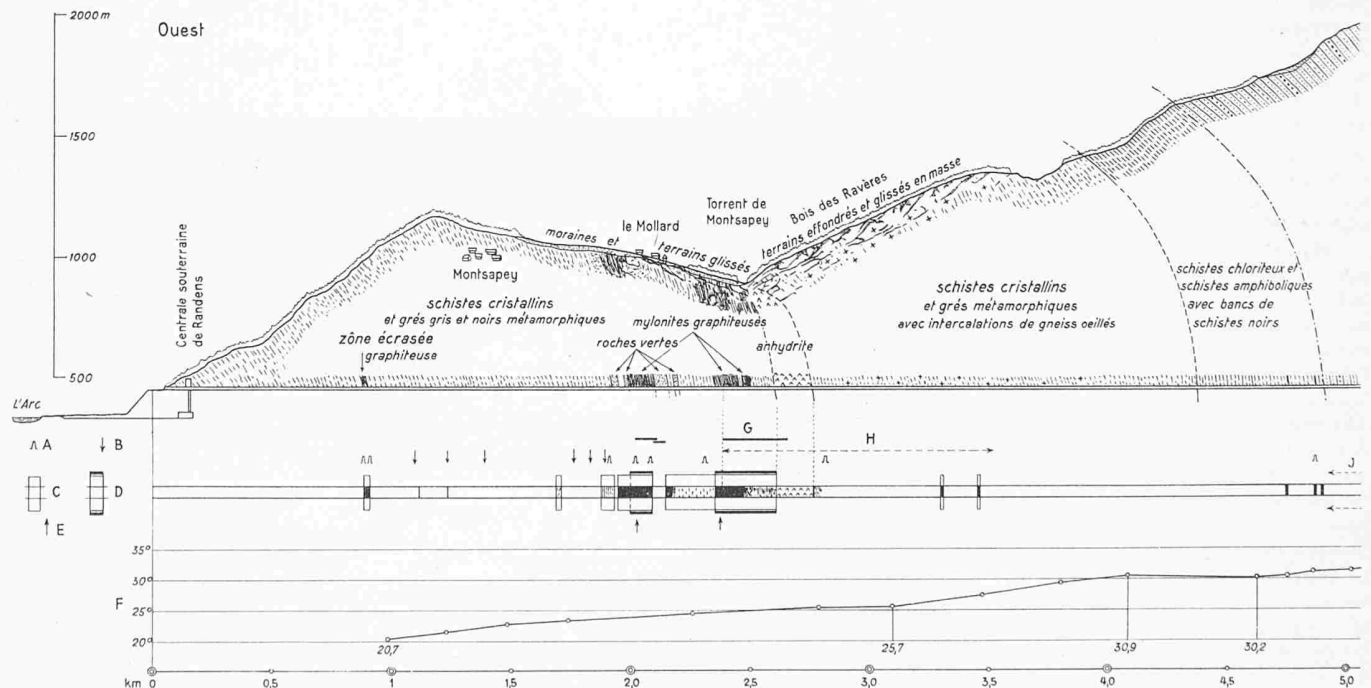 2000 m
Ouest
1500
Bois des Ravères
terrains effondrés et glissés en masse
Torrent de
Montsapey
le Mollard
moraines et terrains glissés
1000
Centrale souterraine
de Randens
Montsapey
schistes cristallins
et grés gris et noirs métamorphiques
schistes cristallins
et grés métamorphiques
avec intercalations de gneiss oeillés
schistes chloriteux et
schistes amphiboliques
avec bancs de
schistes noirs
mylonites graphiteuses
zône écrasée
graphiteuse
roches vertes
anhydrite
500
L'Arc
A
B
G
H
C
D
J
E
35°
30°
F
25°
20°
20,7
25,7
30,9
30,2
km 0
0,5
1
1,5
2,0
2,5
3,0
3,5
4,0
4,5
5,0